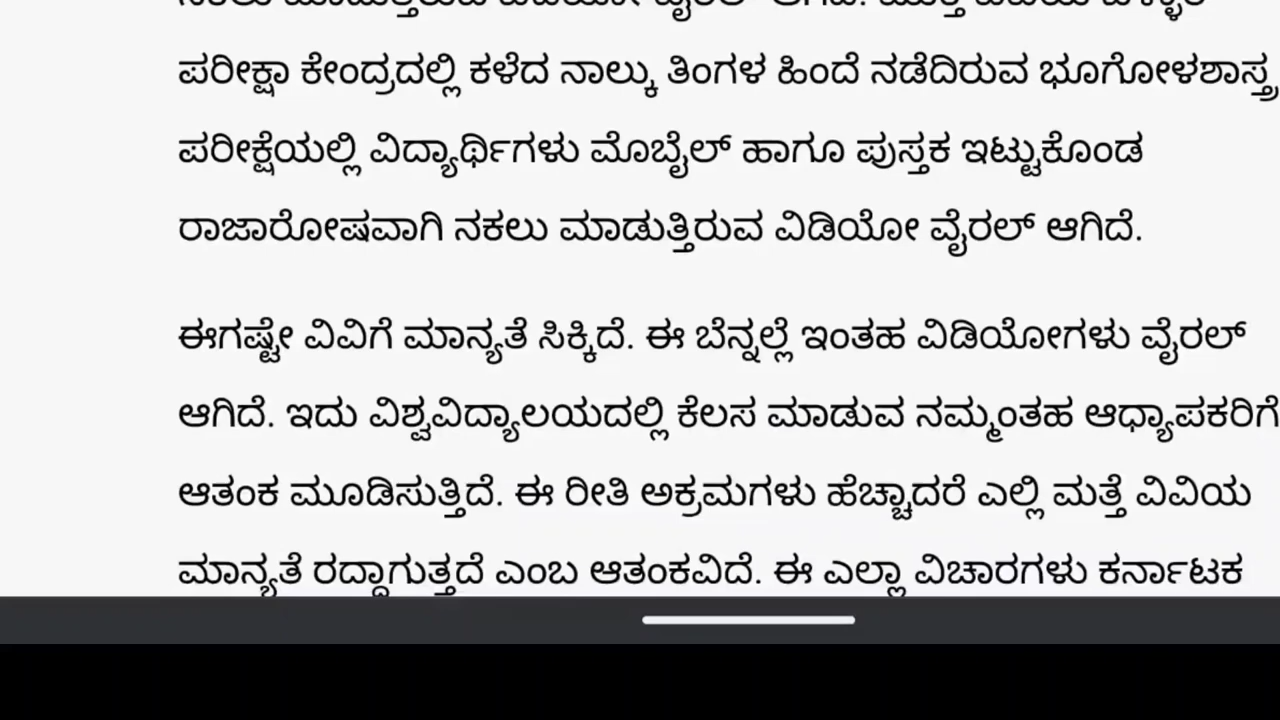 ಪರೀಕ್ಷಾ ಕೇಂದ್ರದಲ್ಲಿ ಕಳೆದ ನಾಲ್ಕು ತಿಂಗಳ ಹಿಂದೆ ನಡೆದಿರುವ ಭೂಗೋಳಶಾಸ್ತ್ರ
ಪರೀಕ್ಷೆಯಲ್ಲಿ ವಿದ್ಯಾರ್ಥಿಗಳು ಮೊಬೈಲ್ ಹಾಗೂ ಪುಸ್ತಕ ಇಟ್ಟುಕೊಂಡ
ರಾಜಾರೋಷವಾಗಿ ನಕಲು ಮಾಡುತ್ತಿರುವ ವಿಡಿಯೋ ವೈರಲ್ ಆಗಿದೆ.
ಈಗಷ್ಟೇ ವಿವಿಗೆ ಮಾನ್ಯತೆ ಸಿಕ್ಕಿದೆ. ಈ ಬೆನ್ನಲ್ಲೆ ಇಂತಹ ವಿಡಿಯೋಗಳು ವೈರಲ್
ಆಗಿದೆ. ಇದು ವಿಶ್ವವಿದ್ಯಾಲಯದಲ್ಲಿ ಕೆಲಸ ಮಾಡುವ ನಮ್ಮಂತಹ ಆಧ್ಯಾಪಕರಿಗೆ
ಆತಂಕ ಮೂಡಿಸುತ್ತಿದೆ. ಈ ರೀತಿ ಅಕ್ರಮಗಳು ಹೆಚ್ಚಾದರೆ ಎಲ್ಲಿ ಮತ್ತೆ ವಿವಿಯ
ಮಾನ್ಯತೆ ರದ್ದಾಗುತ್ತದೆ ಎಂಬ ಆತಂಕವಿದೆ. ಈ ಎಲ್ಲಾ ವಿಚಾರಗಳು ಕರ್ನಾಟಕ